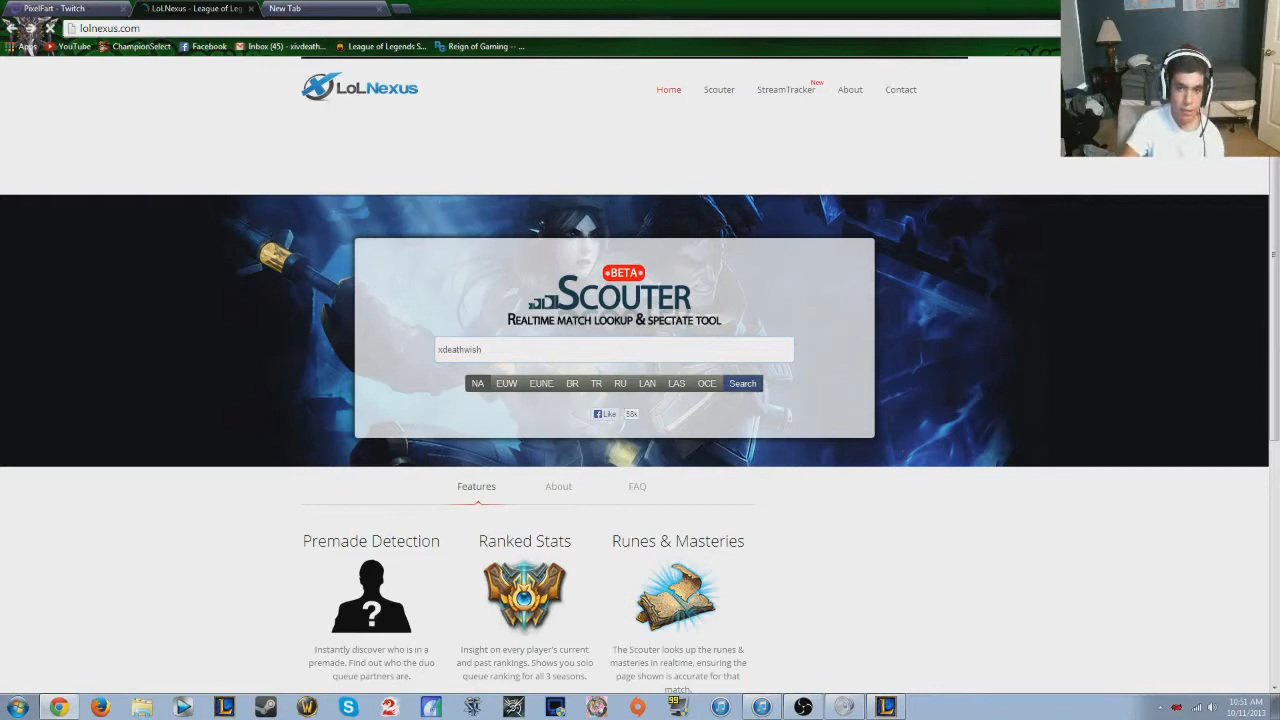 PixelFart - Twitch
LoLNexus - League of Leg
New Tab
lolnexus.com
Apps
YouTube
ChampionSelect
Facebook
Inbox (45) - xivdeath...
League of Legends S...
Reign of Gaming -- ...
LoLNexus
Home
Scouter
StreamTracker
New
About
Contact
BETA
SCOUTER
REALTIME MATCH LOOKUP & SPECTATE TOOL
xdeathwish
NA EUW EUNE BR TR RU LAN LAS OCE Search
Like 58k
Features
About
FAQ
Premade Detection
Ranked Stats
Runes & Masteries
?
Instantly discover who is in a
premade. Find out who the duo
queue partners are.
Insight on every player's current
and past rankings. Shows you solo
queue ranking for all 3 seasons.
The Scouter looks up the runes &
masteries in realtime, ensuring the
page shown is accurate for that
match.
99
10:51 AM
10/11/2013